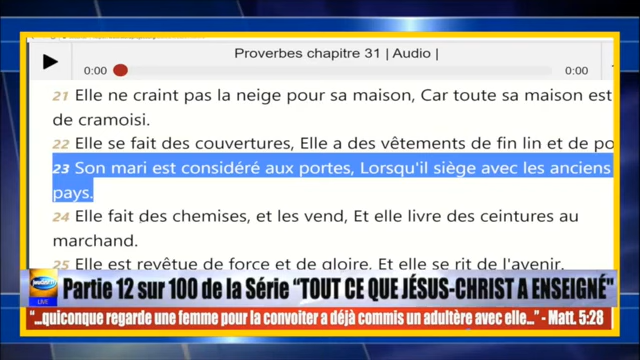 Proverbes chapitre 31 | Audio |
0:00 0:00
21 Elle ne craint pas la neige pour sa maison, Car toute sa maison est
de cramoisi.
22 Elle se fait des couvertures, Elle a des vêtements de fin lin et de po
23 Son mari est considéré aux portes, Lorsqu'il siège avec les anciens
pays.
24 Elle fait des chemises, et les vend, Et elle livre des ceintures au
marchand.
25 Elle est revêtue de force et de gloire, Et elle se rit de l'avenir.
LIVE
Partie 12 sur 100 de la Série “TOUT CE QUE JÉSUS-CHRIST A ENSEIGNÉ"
“...quiconque regarde une femme pour la convoiter a déjà commis un adultère avec elle...” - Matt. 5:28